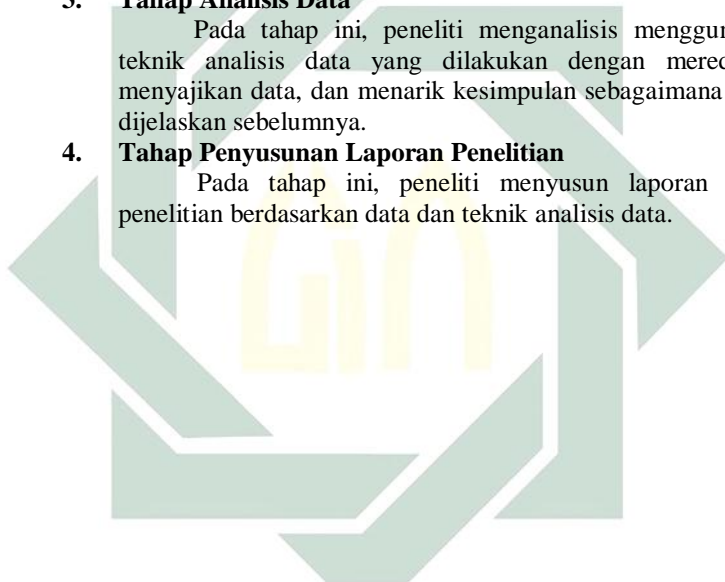 3. Tahap Analisis Data
Pada tahap ini, peneliti menganalisis
teknik analisis data yang dilakukan dengan
menyajikan data, dan menarik kesimpulan sebagaimana
dijelaskan sebelumnya.
4. Tahap Penyusunan Laporan Penelitian
Pada tahap ini, peneliti menyusun laporan
penelitian berdasarkan data dan teknik analisis data.